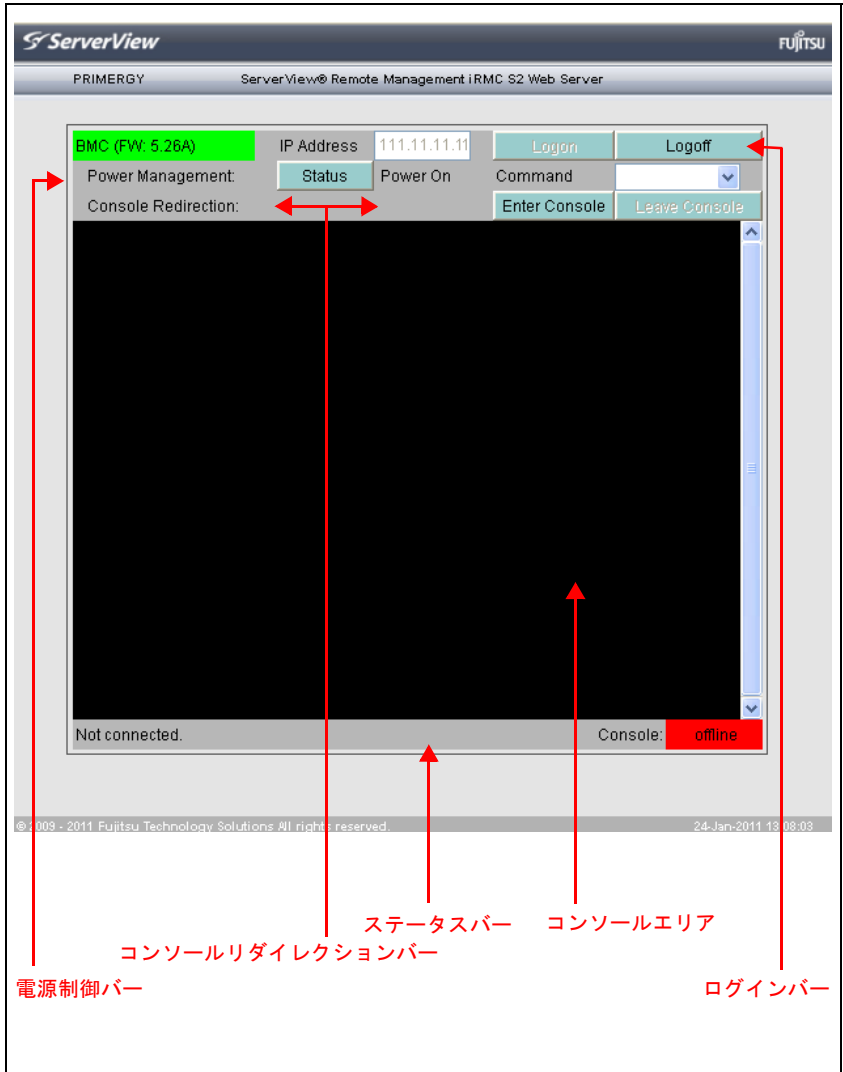 ServerView
FUJITSU
PRIMERGY ServerView® Remote Management iRMC S2 Web Server
BMC (FW: 5.26A) IP Address 111.11.11.11 Logon Logoff
Power Management: Status Power On Command
Console Redirection: Enter Console Leave Console
Not connected. Console: offline
© 2009 - 2011 Fujitsu Technology Solutions All rights reserved. 24-Jan-2011 13:08:03
ステータスバー コンソールエリア
コンソールリダイレクションバー
電源制御バー ログインバー